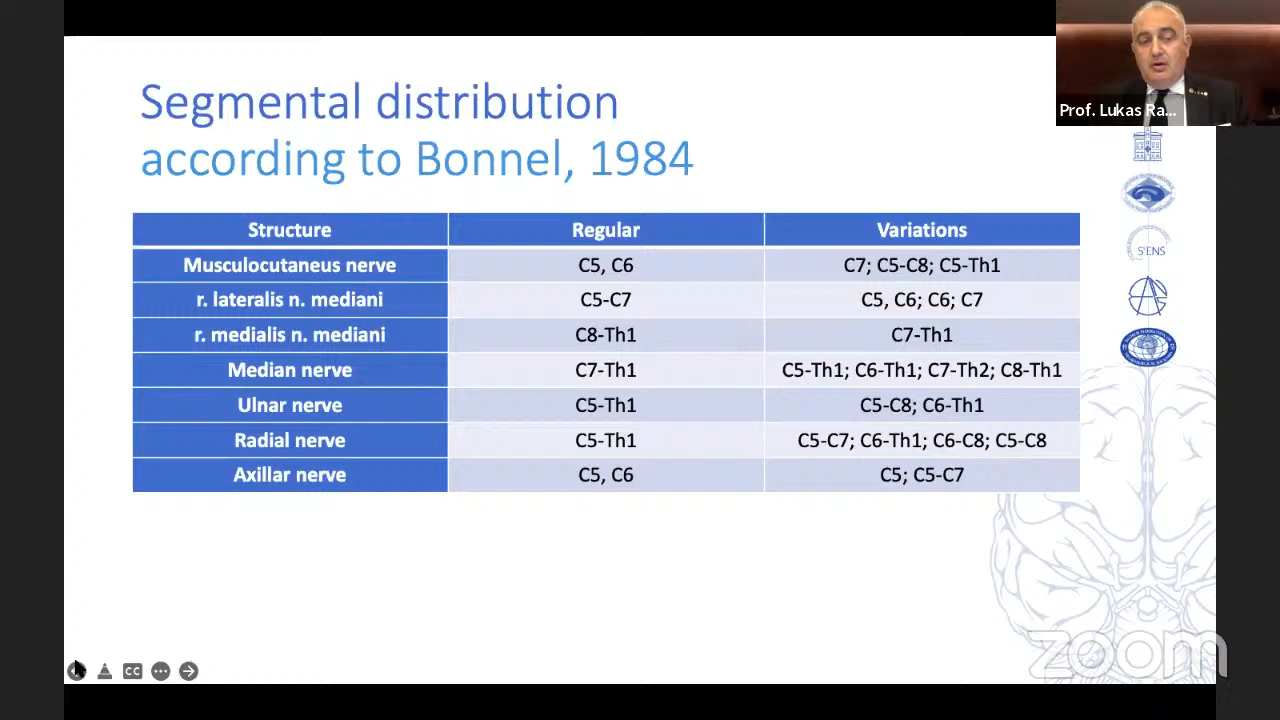 Prof. Lukas Ra...
Segmental distribution
according to Bonnel, 1984
Structure Regular Variations
Musculocutaneus nerve C5, C6 C7; C5-C8; C5-Th1
r. lateralis n. mediani C5-C7 C5, C6; C6; C7
r. medialis n. mediani C8-Th1 C7-Th1
Median nerve C7-Th1 C5-Th1; C6-Th1; C7-Th2; C8-Th1
Ulnar nerve C5-Th1 C5-C8; C6-Th1
Radial nerve C5-Th1 C5-C7; C6-Th1; C6-C8; C5-C8
Axillar nerve C5, C6 C5; C5-C7
CC
zoom